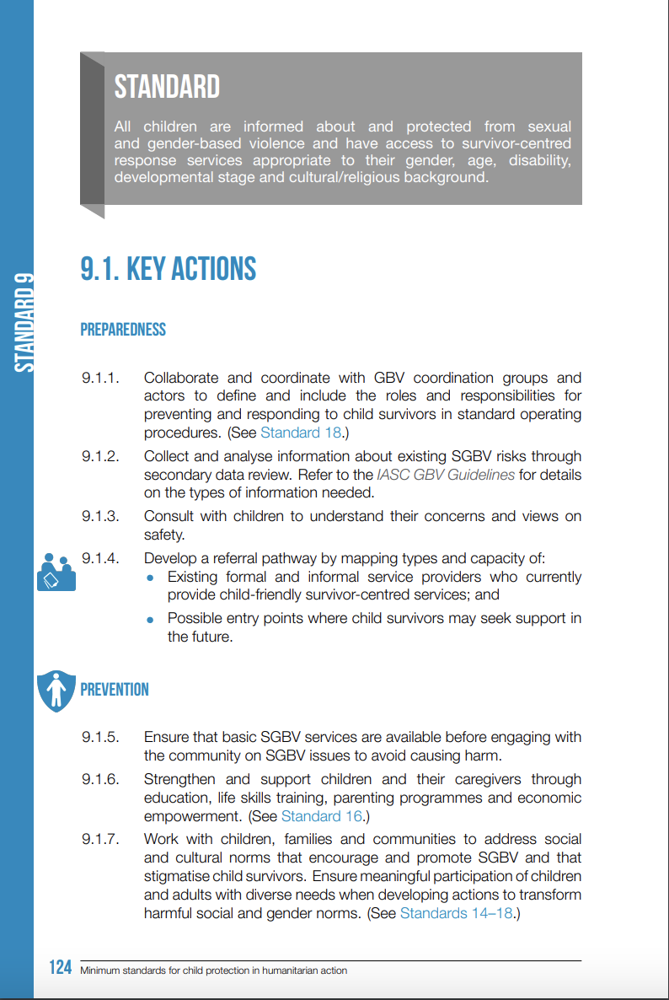 STANDARD
All children are informed about and protected from sexual
and gender-based violence and have access to survivor-centred
response services appropriate to their gender, age, disability,
developmental stage and cultural/religious background.
9.1. KEY ACTIONS
STANDARD 9
PREPAREDNESS
9.1.1. Collaborate and coordinate with GBV coordination groups and
actors to define and include the roles and responsibilities for
preventing and responding to child survivors in standard operating
procedures. (See Standard 18.)
9.1.2. Collect and analyse information about existing SGBV risks through
secondary data review. Refer to the IASC GBV Guidelines for details
on the types of information needed.
9.1.3. Consult with children to understand their concerns and views on
safety.
9.1.4. Develop a referral pathway by mapping types and capacity of:
● Existing formal and informal service providers who currently
provide child-friendly survivor-centred services; and
● Possible entry points where child survivors may seek support in
the future.
PREVENTION
9.1.5. Ensure that basic SGBV services are available before engaging with
the community on SGBV issues to avoid causing harm.
9.1.6. Strengthen and support children and their caregivers through
education, life skills training, parenting programmes and economic
empowerment. (See Standard 16.)
9.1.7. Work with children, families and communities to address social
and cultural norms that encourage and promote SGBV and that
stigmatise child survivors. Ensure meaningful participation of children
and adults with diverse needs when developing actions to transform
harmful social and gender norms. (See Standards 14–18.)
124 Minimum standards for child protection in humanitarian action